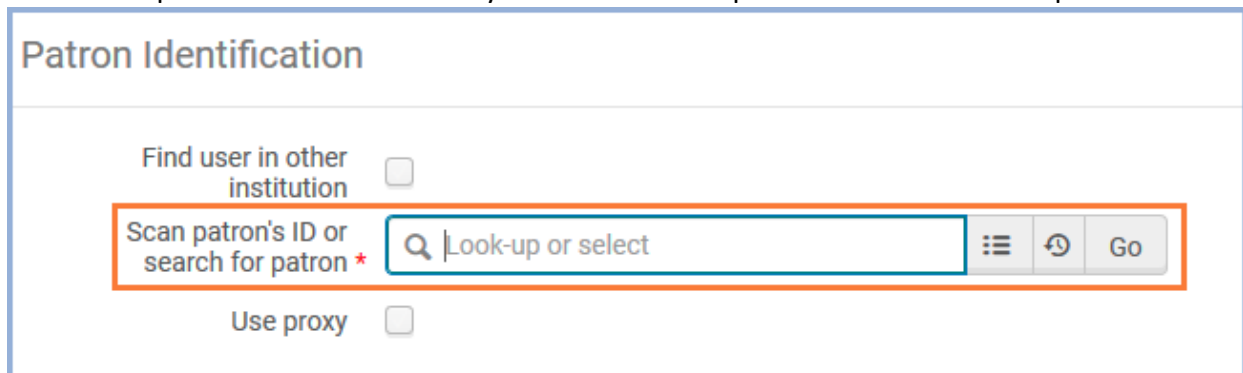 Patron Identification
Find user in other
institution
Scan patron's ID or
search for patron *
Look-up or select
Go
Use proxy